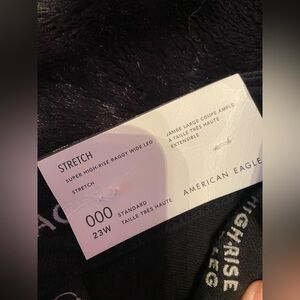 STRETCH
SUPER HIGH-RISE BAGGY WIDE LEG
STRETCH
JAMBE LARGE COUPE AMPLE
À TAILLE TRÈS HAUTE
EXTENSIBLE
000
23W
STANDARD
TAILLE TRÈS HAUTE
AMERICAN EAGLE
HIGH-RISE
LEG